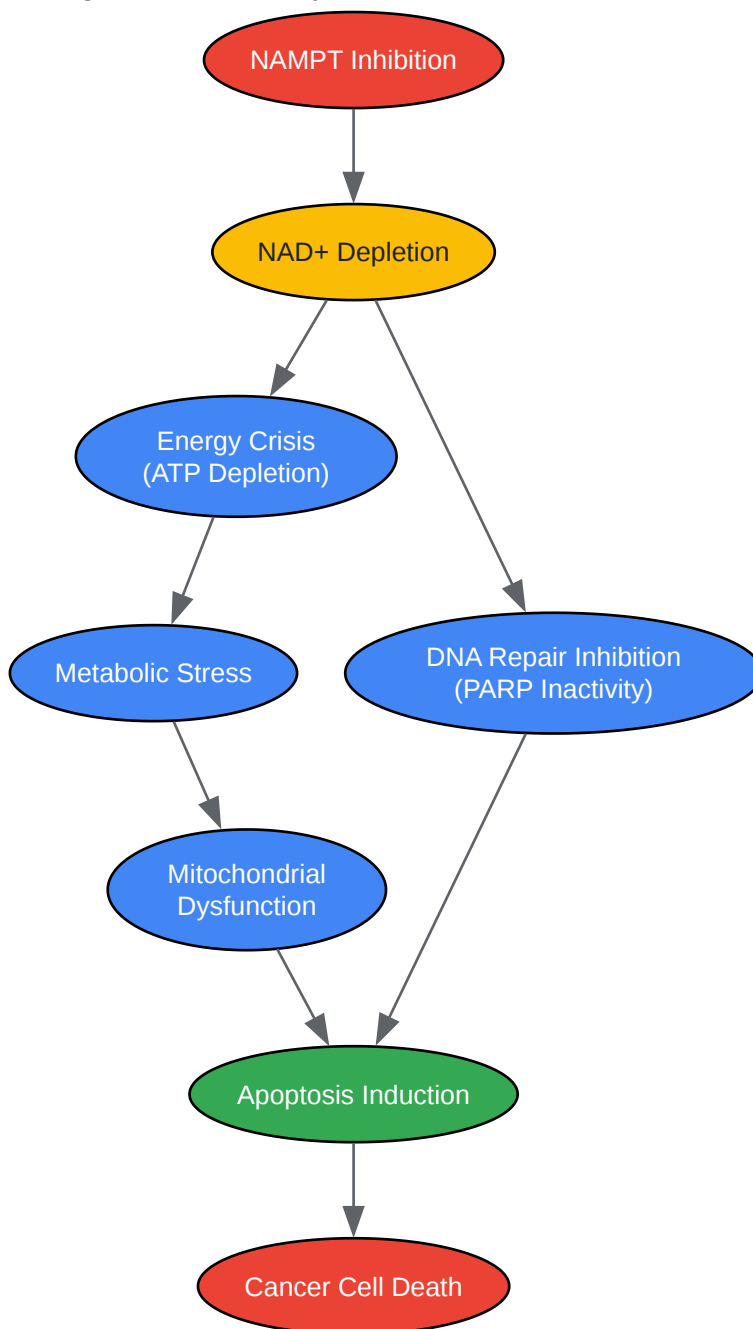 NAMPT Inhibition
NAD+ Depletion
Energy Crisis
(ATP Depletion)
Metabolic Stress
DNA Repair Inhibition
(PARP Inactivity)
Mitochondrial
Dysfunction
Apoptosis Induction
Cancer Cell Death